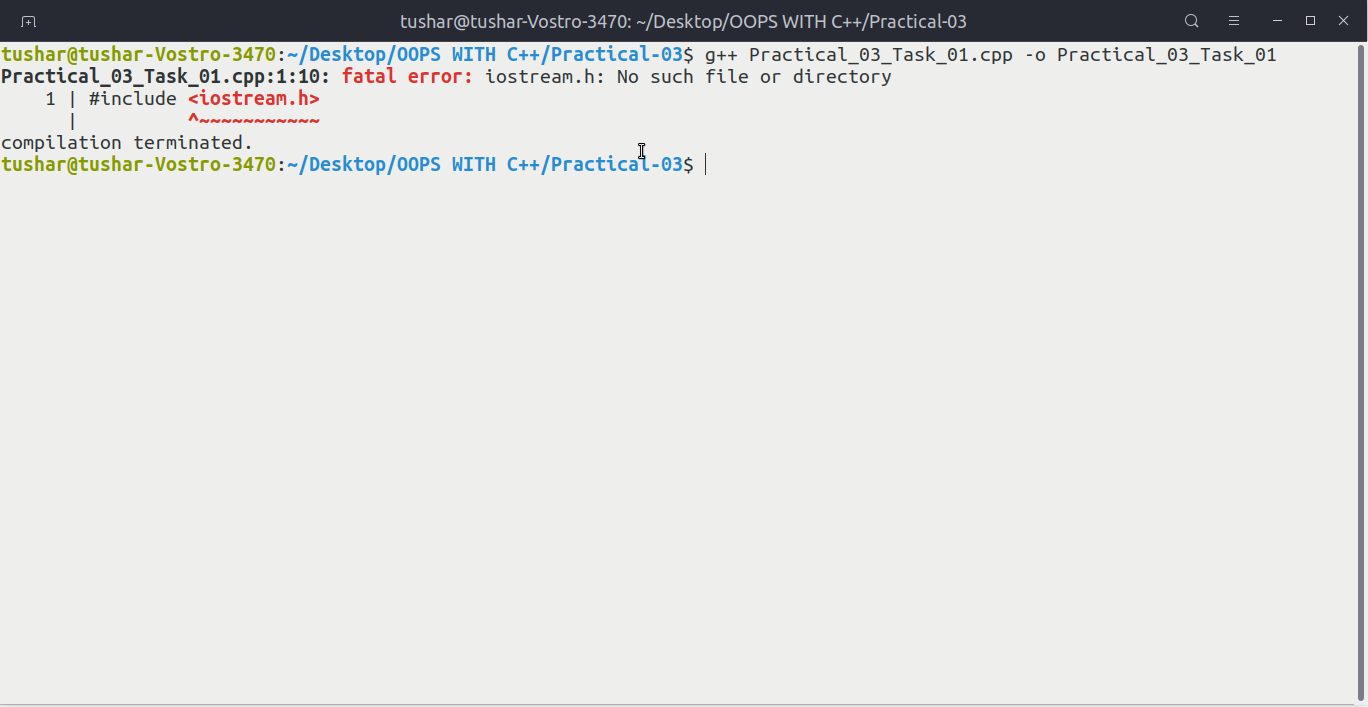 tushar@tushar-Vostro-3470: ~/Desktop/OOPS WITH C++/Practical-03
tushar@tushar-Vostro-3470:~/Desktop/OOPS WITH C++/Practical-03$ g++ Practical_03_Task_01.cpp -o Practical_03_Task_01
Practical_03_Task_01.cpp:1:10: fatal error: iostream.h: No such file or directory
    1 | #include <iostream.h>
      |          ^~~~~~~~~~~~
compilation terminated.
tushar@tushar-Vostro-3470:~/Desktop/OOPS WITH C++/Practical-03$